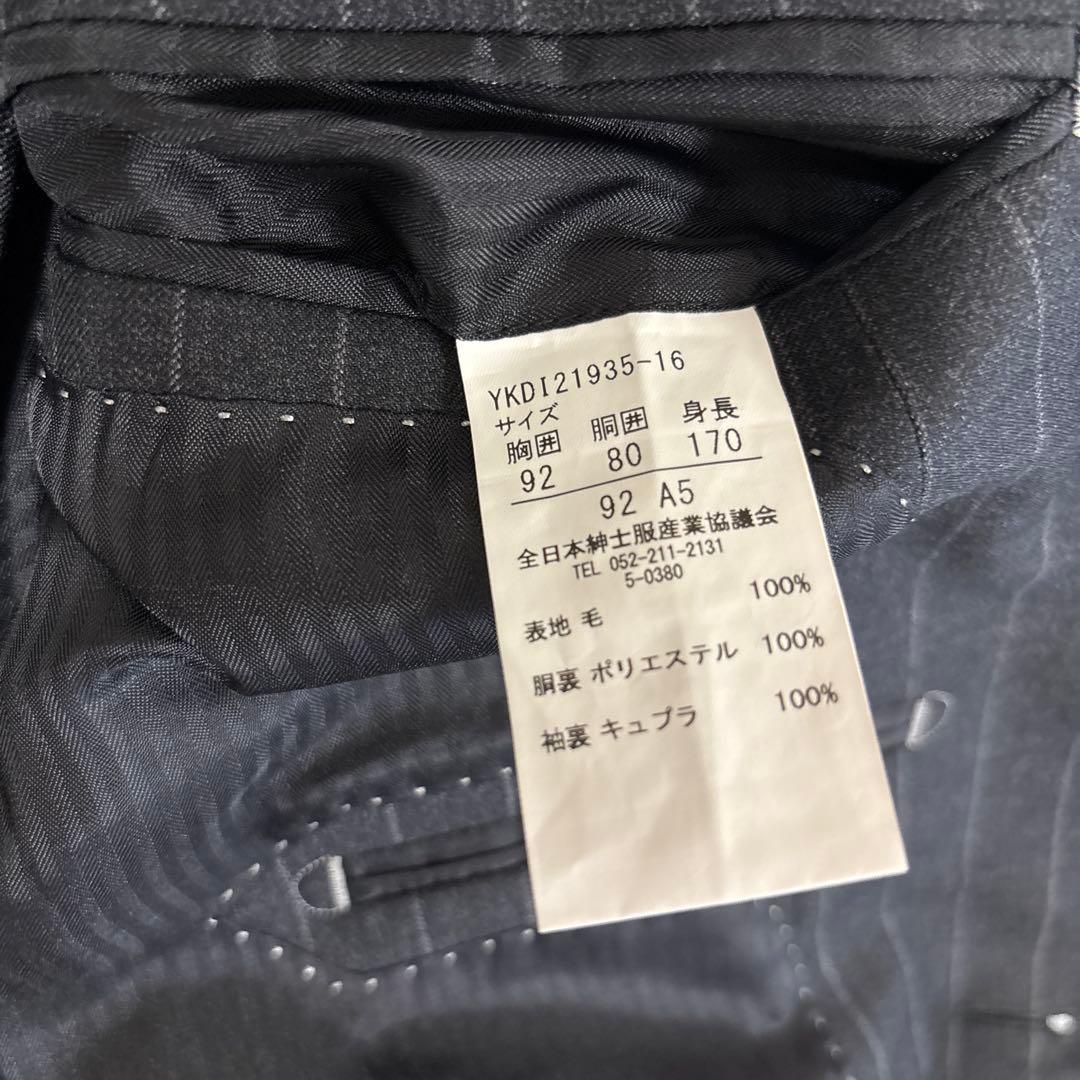 YKDI21935-16
サイズ
胸囲 胴囲 身長
92 80 170
92 A5
全日本紳士服産業協議会
TEL 052-211-2131
5-0380
表地 毛 100%
胴裏 ポリエステル 100%
袖裏 キュプラ 100%